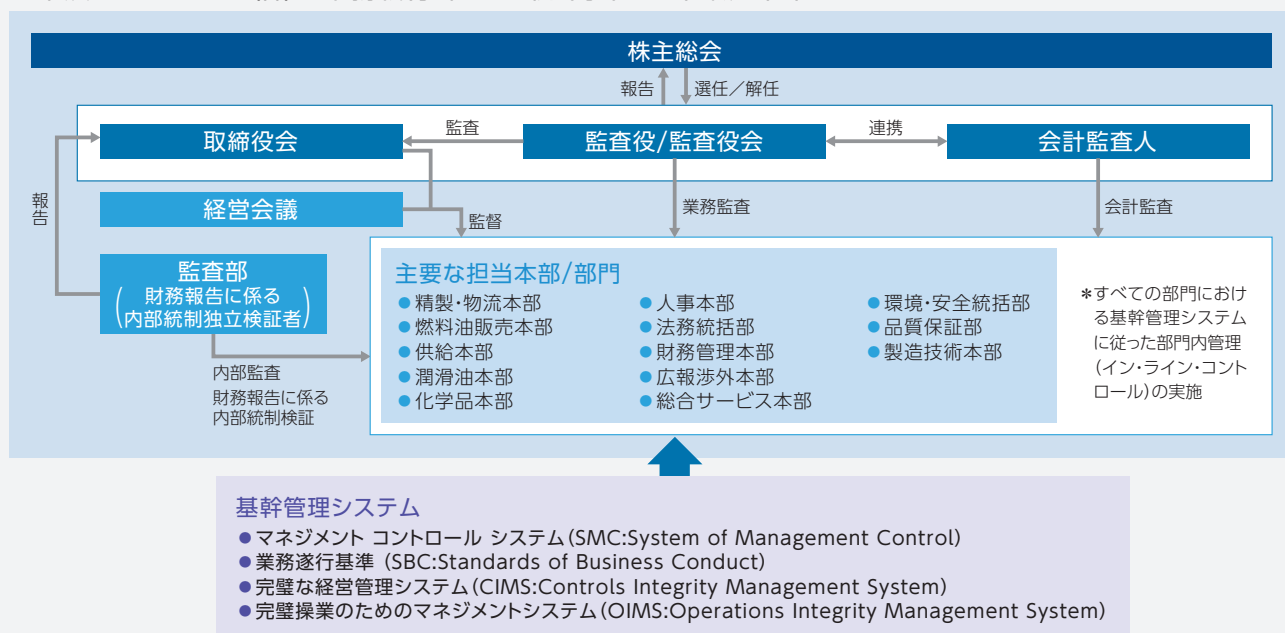 株主総会
報告
選任／解任
取締役会
監査
監査役/監査役会
連携
会計監査人
報告
経営会議
監督
業務監査
会計監査
監査部
(財務報告に係る
内部統制独立検証者)
内部監査
財務報告に係る
内部統制検証
主要な担当本部/部門
●精製・物流本部
●燃料油販売本部
●供給本部
●潤滑油本部
●化学品本部
●人事本部
●法務統括部
●財務管理本部
●広報渉外本部
●総合サービス本部
●環境・安全統括部
●品質保証部
●製造技術本部
＊すべての部門におけ
る基幹管理システム
に従った部門内管理
(イン・ライン・コント
ロール)の実施
基幹管理システム
●マネジメント コントロール システム(SMC:System of Management Control)
●業務遂行基準 (SBC:Standards of Business Conduct)
●完璧な経営管理システム(CIMS:Controls Integrity Management System)
●完璧操業のためのマネジメントシステム(OIMS:Operations Integrity Management System)